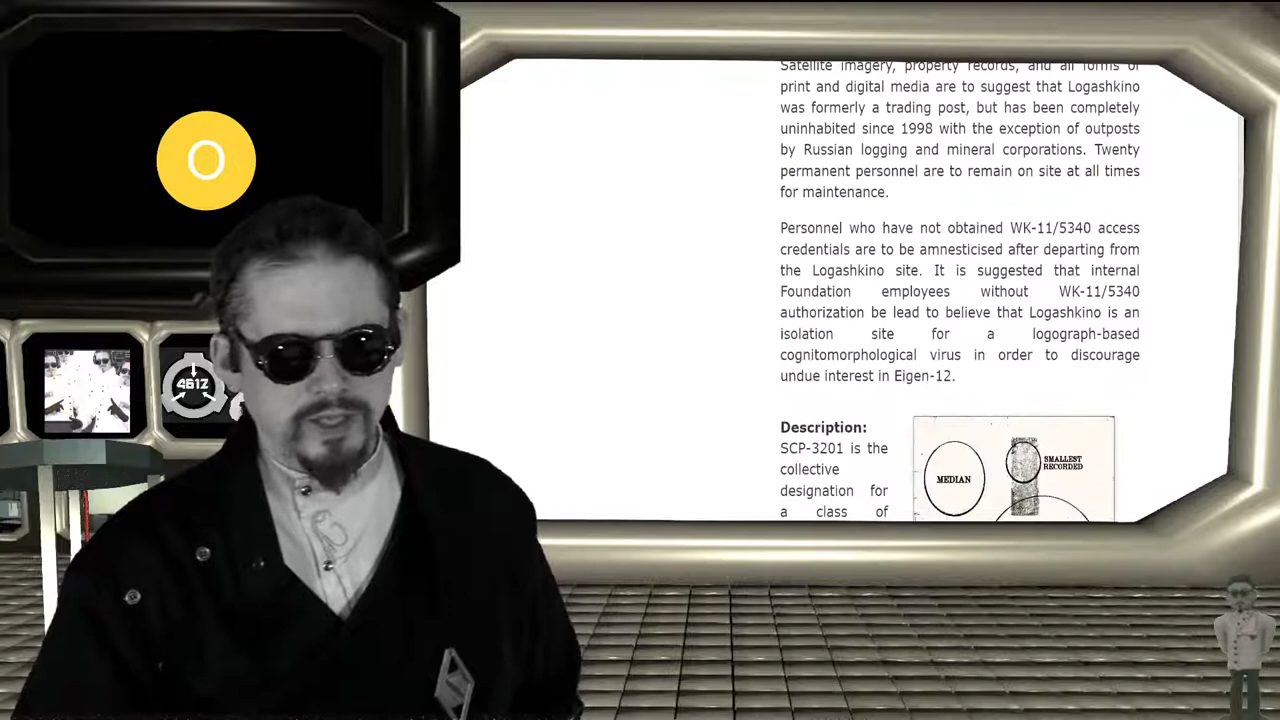 O
4612
Satellite imagery, property records, and all forms of
print and digital media are to suggest that Logashkino
was formerly a trading post, but has been completely
uninhabited since 1998 with the exception of outposts
by Russian logging and mineral corporations. Twenty
permanent personnel are to remain on site at all times
for maintenance.
Personnel who have not obtained WK-11/5340 access
credentials are to be amnesticised after departing from
the Logashkino site. It is suggested that internal
Foundation employees without WK-11/5340
authorization be lead to believe that Logashkino is an
isolation site for a logograph-based
cognitomorphological virus in order to discourage
undue interest in Eigen-12.
Description:
SCP-3201 is the
collective
designation for
a class of
MEDIAN
SMALLEST
RECORDED